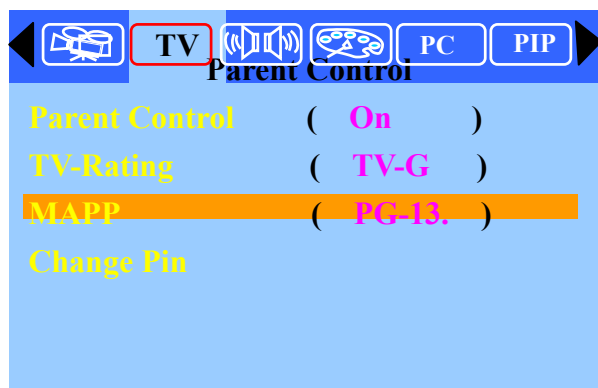 TV PC PIP
Parent Control
Parent Control ( On )
TV-Rating ( TV-G )
MAPP ( PG-13. )
Change Pin